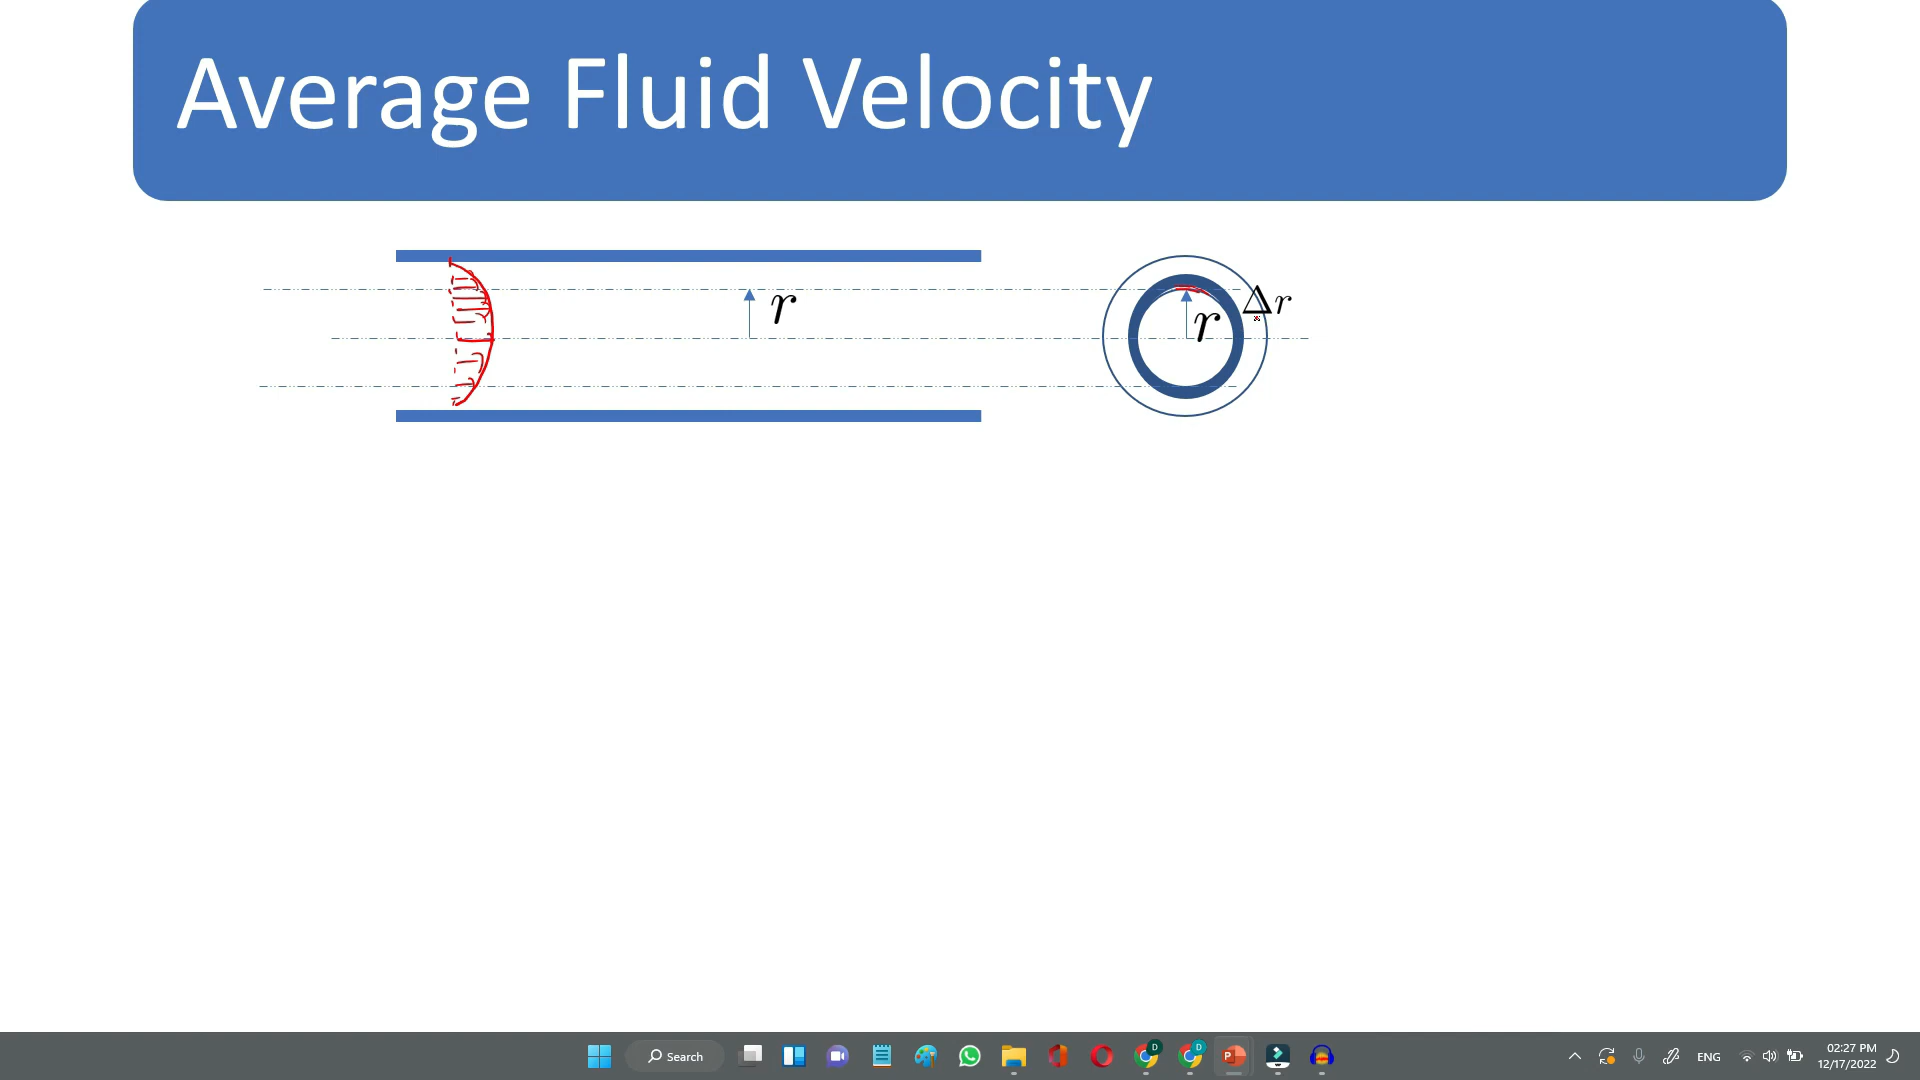 Average Fluid Velocity
r
r
Δr
Search
ENG
02:27 PM
12/17/2022